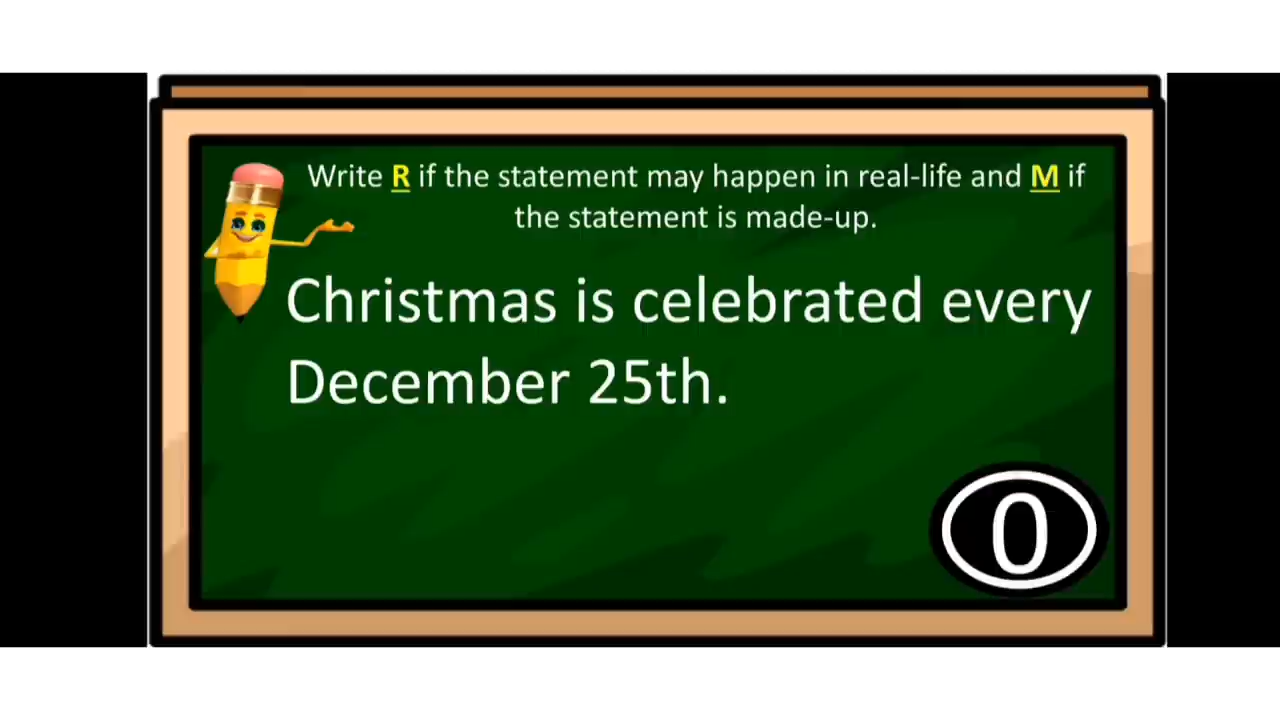 Write R if the statement may happen in real-life and M if
the statement is made-up.
Christmas is celebrated every
December 25th.
0